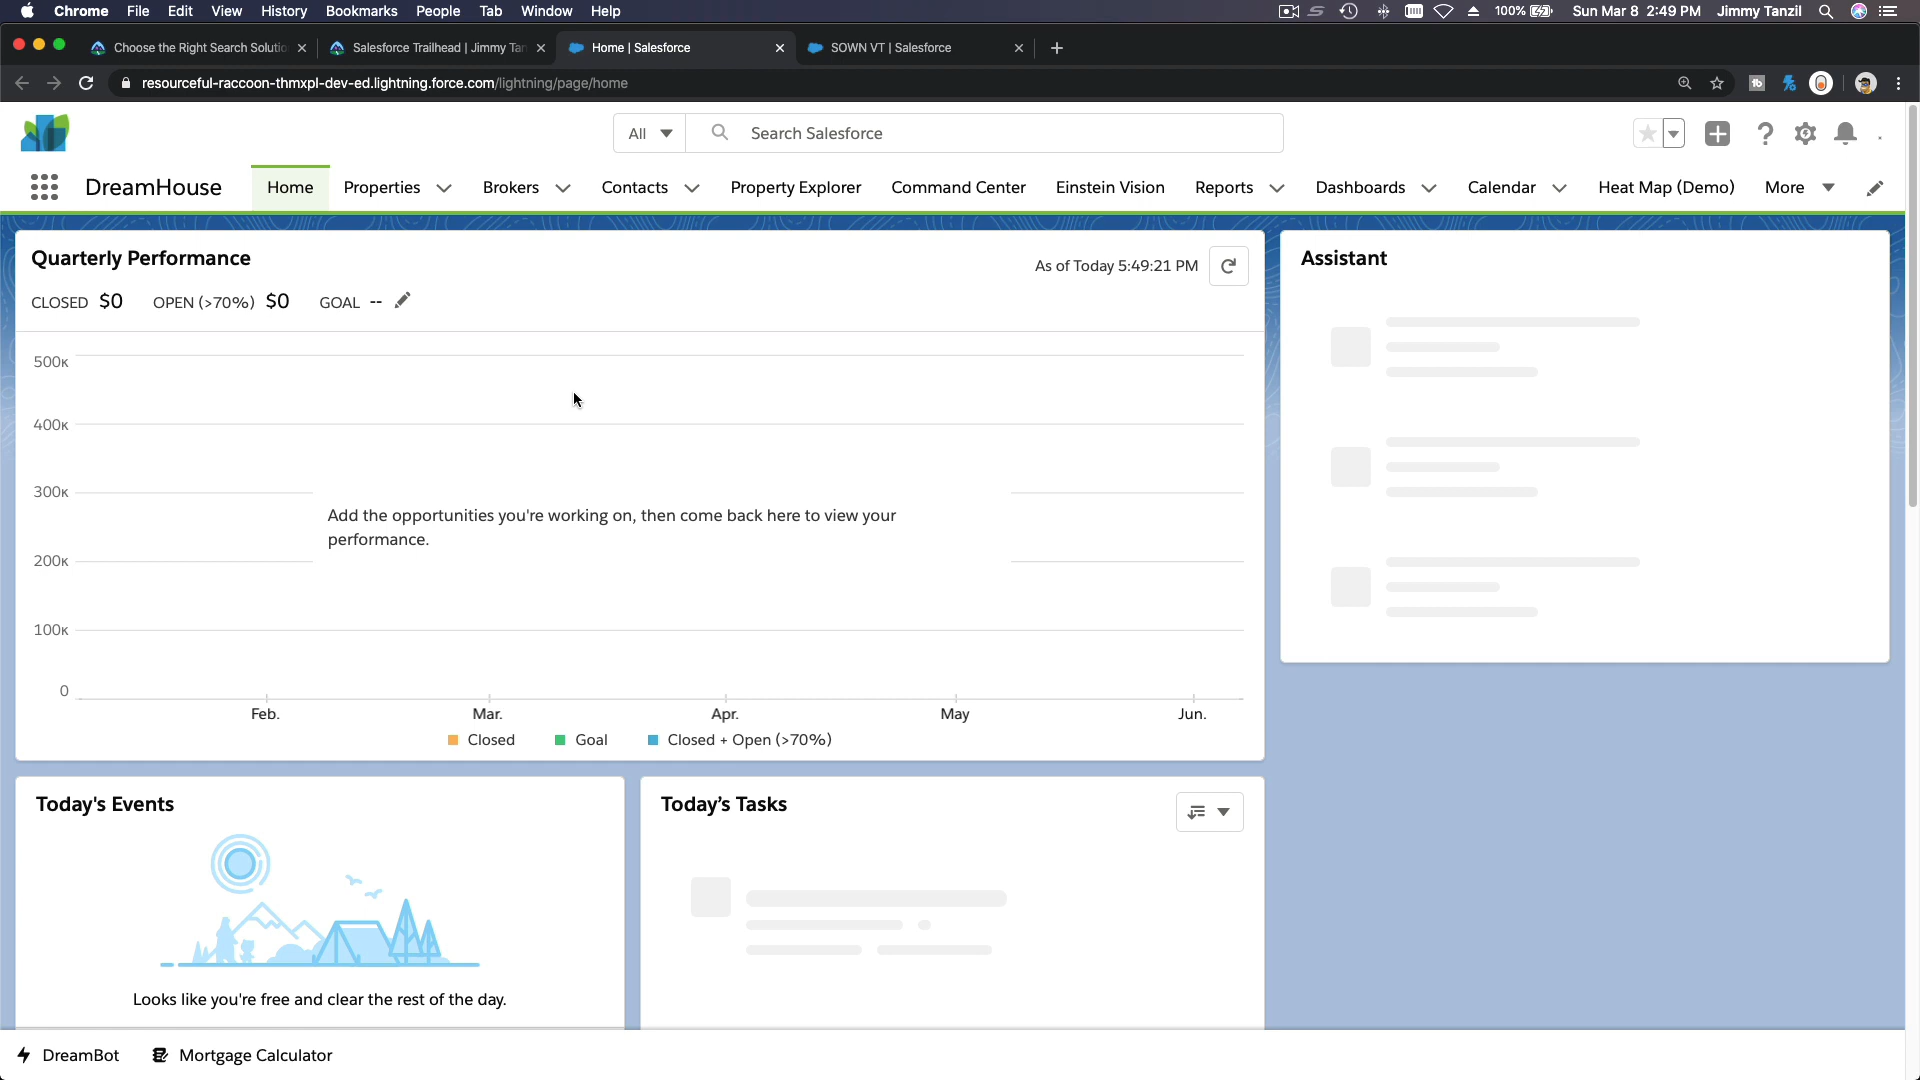 Chrome File Edit View History Bookmarks People Tab Window Help 100% Sun Mar 8 2:49 PM Jimmy Tanzil
Choose the Right Search Solutio Salesforce Trailhead | Jimmy Tan Home | Salesforce SOWN VT | Salesforce
resourceful-raccoon-thmxpl-dev-ed.lightning.force.com/lightning/page/home
All Search Salesforce
DreamHouse Home Properties Brokers Contacts Property Explorer Command Center Einstein Vision Reports Dashboards Calendar Heat Map (Demo) More
Quarterly Performance
As of Today 5:49:21 PM
CLOSED $0 OPEN (>70%) $0 GOAL --
500K
400K
300K
200K
100K
0
Add the opportunities you're working on, then come back here to view your
performance.
Feb. Mar. Apr. May Jun.
Closed Goal Closed + Open (>70%)
Assistant
Today's Events
Looks like you're free and clear the rest of the day.
Today’s Tasks
DreamBot Mortgage Calculator